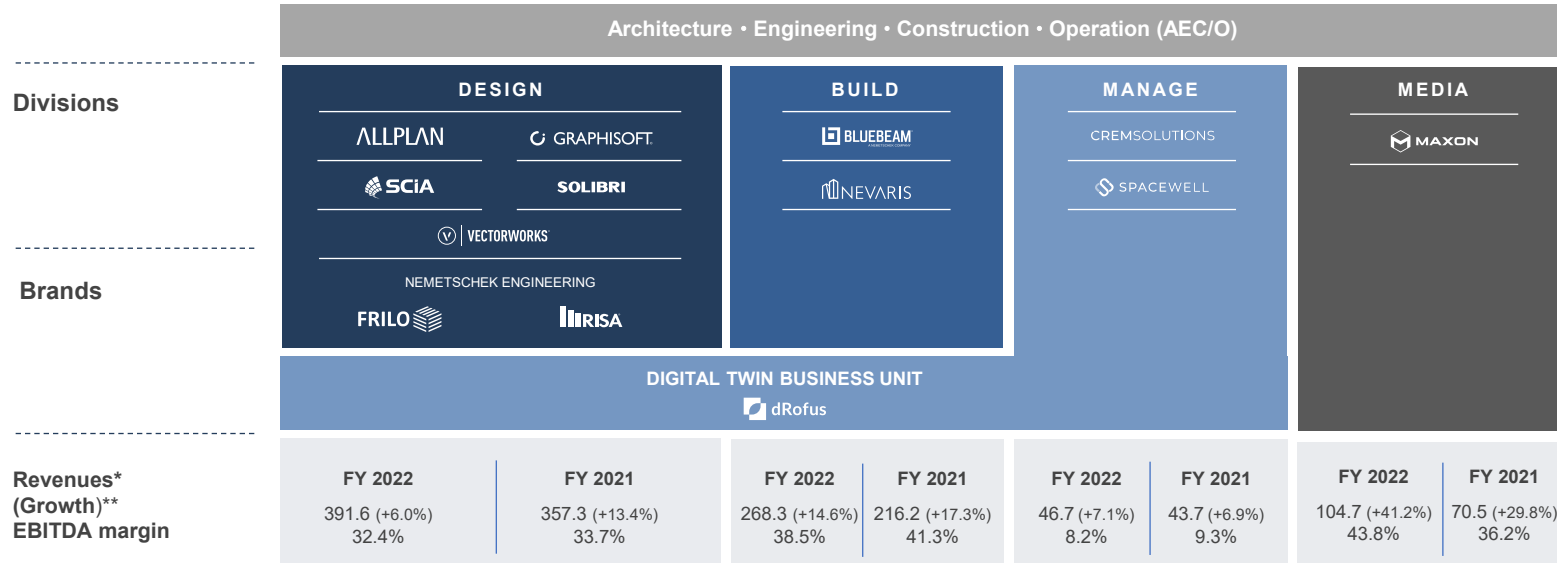 Architecture • Engineering • Construction • Operation (AEC/O)
Divisions
DESIGN
ALLPLAN
GRAPHISOFT.
SCiA
SOLIBRI
VECTORWORKS
NEMETSCHEK ENGINEERING
FRILO
RISA
BUILD
BLUEBEAM
A NEMETSCHEK COMPANY
NEVARIS
MANAGE
CREMSOLUTIONS
SPACEWELL
MEDIA
MAXON
Brands
DIGITAL TWIN BUSINESS UNIT
dRofus
Revenues*
(Growth)**
EBITDA margin
FY 2022
391.6 (+6.0%)
32.4%
FY 2021
357.3 (+13.4%)
33.7%
FY 2022
268.3 (+14.6%)
38.5%
FY 2021
216.2 (+17.3%)
41.3%
FY 2022
46.7 (+7.1%)
8.2%
FY 2021
43.7 (+6.9%)
9.3%
FY 2022
104.7 (+41.2%)
43.8%
FY 2021
70.5 (+29.8%)
36.2%